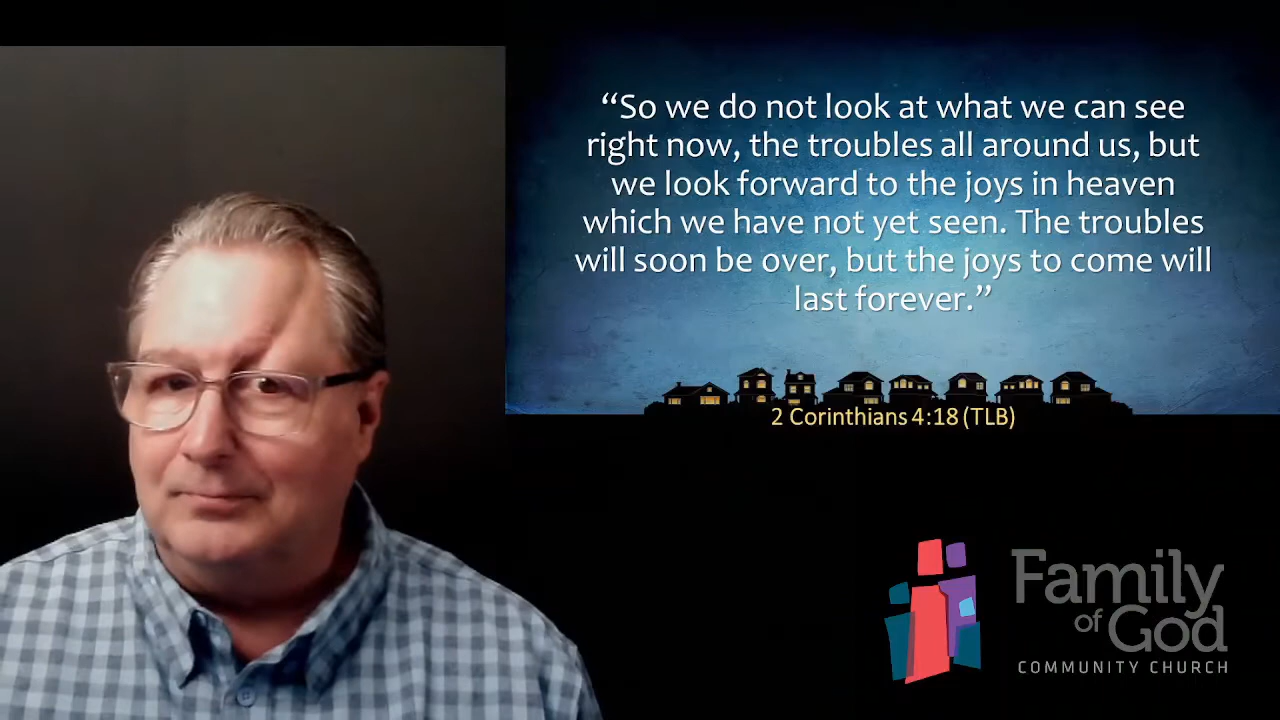 “So we do not look at what we can see
right now, the troubles all around us, but
we look forward to the joys in heaven
which we have not yet seen. The troubles
will soon be over, but the joys to come will
last forever.”
2 Corinthians 4:18 (TLB)
Family
of God
COMMUNITY CHURCH